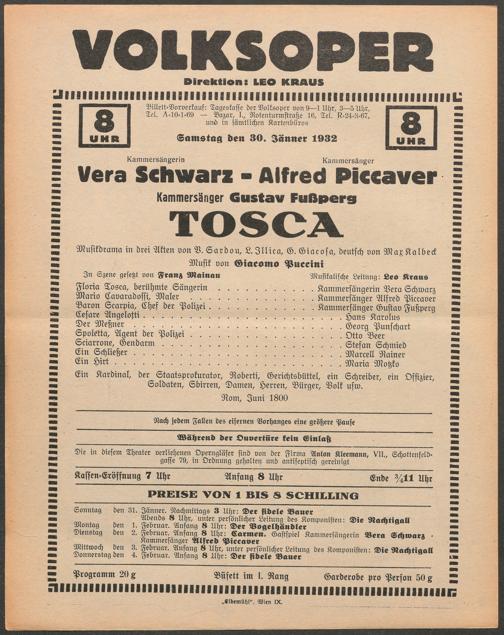 VOLKSOPER
Direktion: LEO KRAUS
8 UHR
Billett-Vorverkauf: Tageskasse der Volksoper von 9—1 Uhr, 3—5 Uhr,
Tel. A-10-1-69 — Bazar, I., Rotenturmstraße 16, Tel. R-24-3-67,
und in sämtlichen Kartenbüros
8 UHR
Samstag den 30. Jänner 1932
Kammersängerin Kammersänger
Vera Schwarz - Alfred Piccaver
Kammersänger Gustav Fußperg
TOSCA
Musikdrama in drei Akten von V. Sardou, L. Illica, G. Giacosa, deutsch von Max Kalbeck
Musik von Giacomo Puccini
In Szene gesetzt von Franz Mainau Musikalische Leitung: Leo Kraus
Floria Tosca, berühmte Sängerin . . . Kammersängerin Vera Schwarz
Mario Cavaradossi, Maler . . . Kammersänger Alfred Piccaver
Baron Scarpia, Chef der Polizei . . . Kammersänger Gustav Fußperg
Cesare Angelotti . . . Hans Karolus
Der Meßner . . . Georg Punschart
Spoletta, Agent der Polizei . . . Otto Beer
Sciarrone, Gendarm . . . Stefan Schmied
Ein Schließer . . . Marcell Rainer
Ein Hirt . . . Maria Motzko
Ein Kardinal, der Staatsprokurator, Roberti, Gerichtsbüttel, ein Schreiber, ein Offizier,
Soldaten, Sbirren, Damen, Herren, Bürger, Volk usw.
Rom, Juni 1800
Nach jedem Fallen des eisernen Vorhanges eine größere Pause
Während der Ouvertüre kein Einlaß
Die in diesem Theater verliehenen Operngläser sind von der Firma Anton Kiermann, VII., Schottenfeld-
gasse 79, in Ordnung gehalten und antiseptisch gereinigt
Kassen-Eröffnung 7 Uhr Anfang 8 Uhr Ende ¾11 Uhr
PREISE VON 1 BIS 8 SCHILLING
Sonntag den 31. Jänner. Nachmittags 3 Uhr: Der fidele Bauer
Abends 8 Uhr, unter persönlicher Leitung des Komponisten: Die Nachtigall
Montag den 1. Februar. Anfang 8 Uhr: Der Vogelhändler
Dienstag den 2. Februar. Anfang 8 Uhr: Carmen. Gastspiel Kammersängerin Vera Schwarz -
Kammersänger Alfred Piccaver
Mittwoch den 3. Februar. Anfang 8 Uhr, unter persönlicher Leitung des Komponisten: Die Nachtigall
Donnerstag den 4. Februar. Anfang 8 Uhr: Der fidele Bauer
Programm 20 g Büfett im I. Rang Garderobe pro Person 50 g
„Elbemühl“, Wien IX.